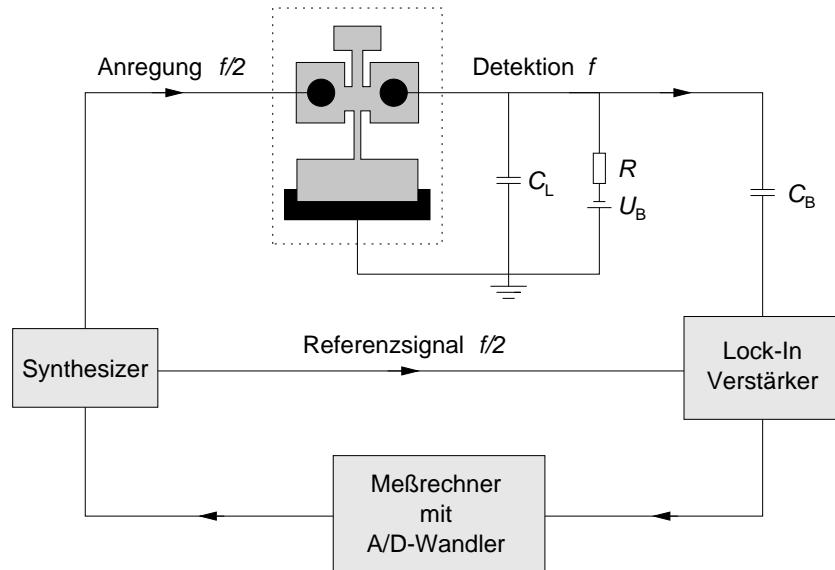 Anregung f/2
Detektion f
C_L
R
U_B
C_B
Synthesizer
Referenzsignal f/2
Lock-In
Verstärker
Meßrechner
mit
A/D-Wandler